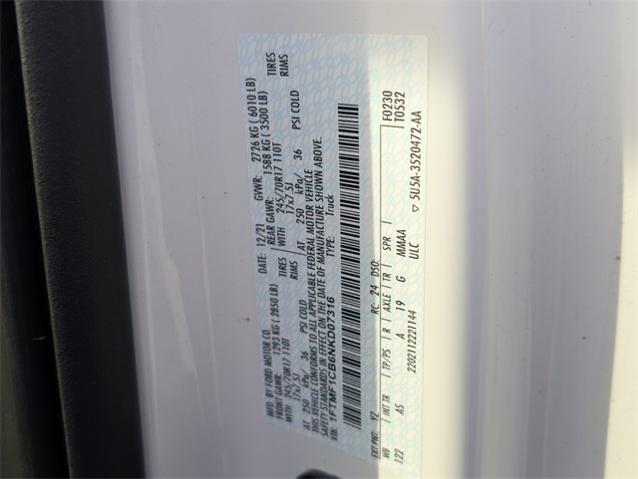 MFD. BY FORD MOTOR CO.
DATE: 12/21 GVWR: 2726 KG ( 6010 LB)
FRONT GAWR: 1293 KG ( 2850 LB) REAR GAWR: 1588 KG ( 3500 LB)
WITH 245/70R17 110T TIRES WITH 245/70R17 110T TIRES
17x7.5J RIMS 17x7.5J RIMS
AT 250 kPa/ 36 PSI COLD AT 250 kPa/ 36 PSI COLD
THIS VEHICLE CONFORMS TO ALL APPLICABLE FEDERAL MOTOR VEHICLE
SAFETY STANDARDS IN EFFECT ON THE DATE OF MANUFACTURE SHOWN ABOVE.
VIN: 1FTMF1CB6NKD07316 TYPE: Truck
EXT PNT: YZ RC: 24 DSO: F0230
WB INT TR TP/PS R AXLE TR SPR T0532
122 AS A 19 G MMAA
ULC 5U5A-3520472-AA
2202112221144